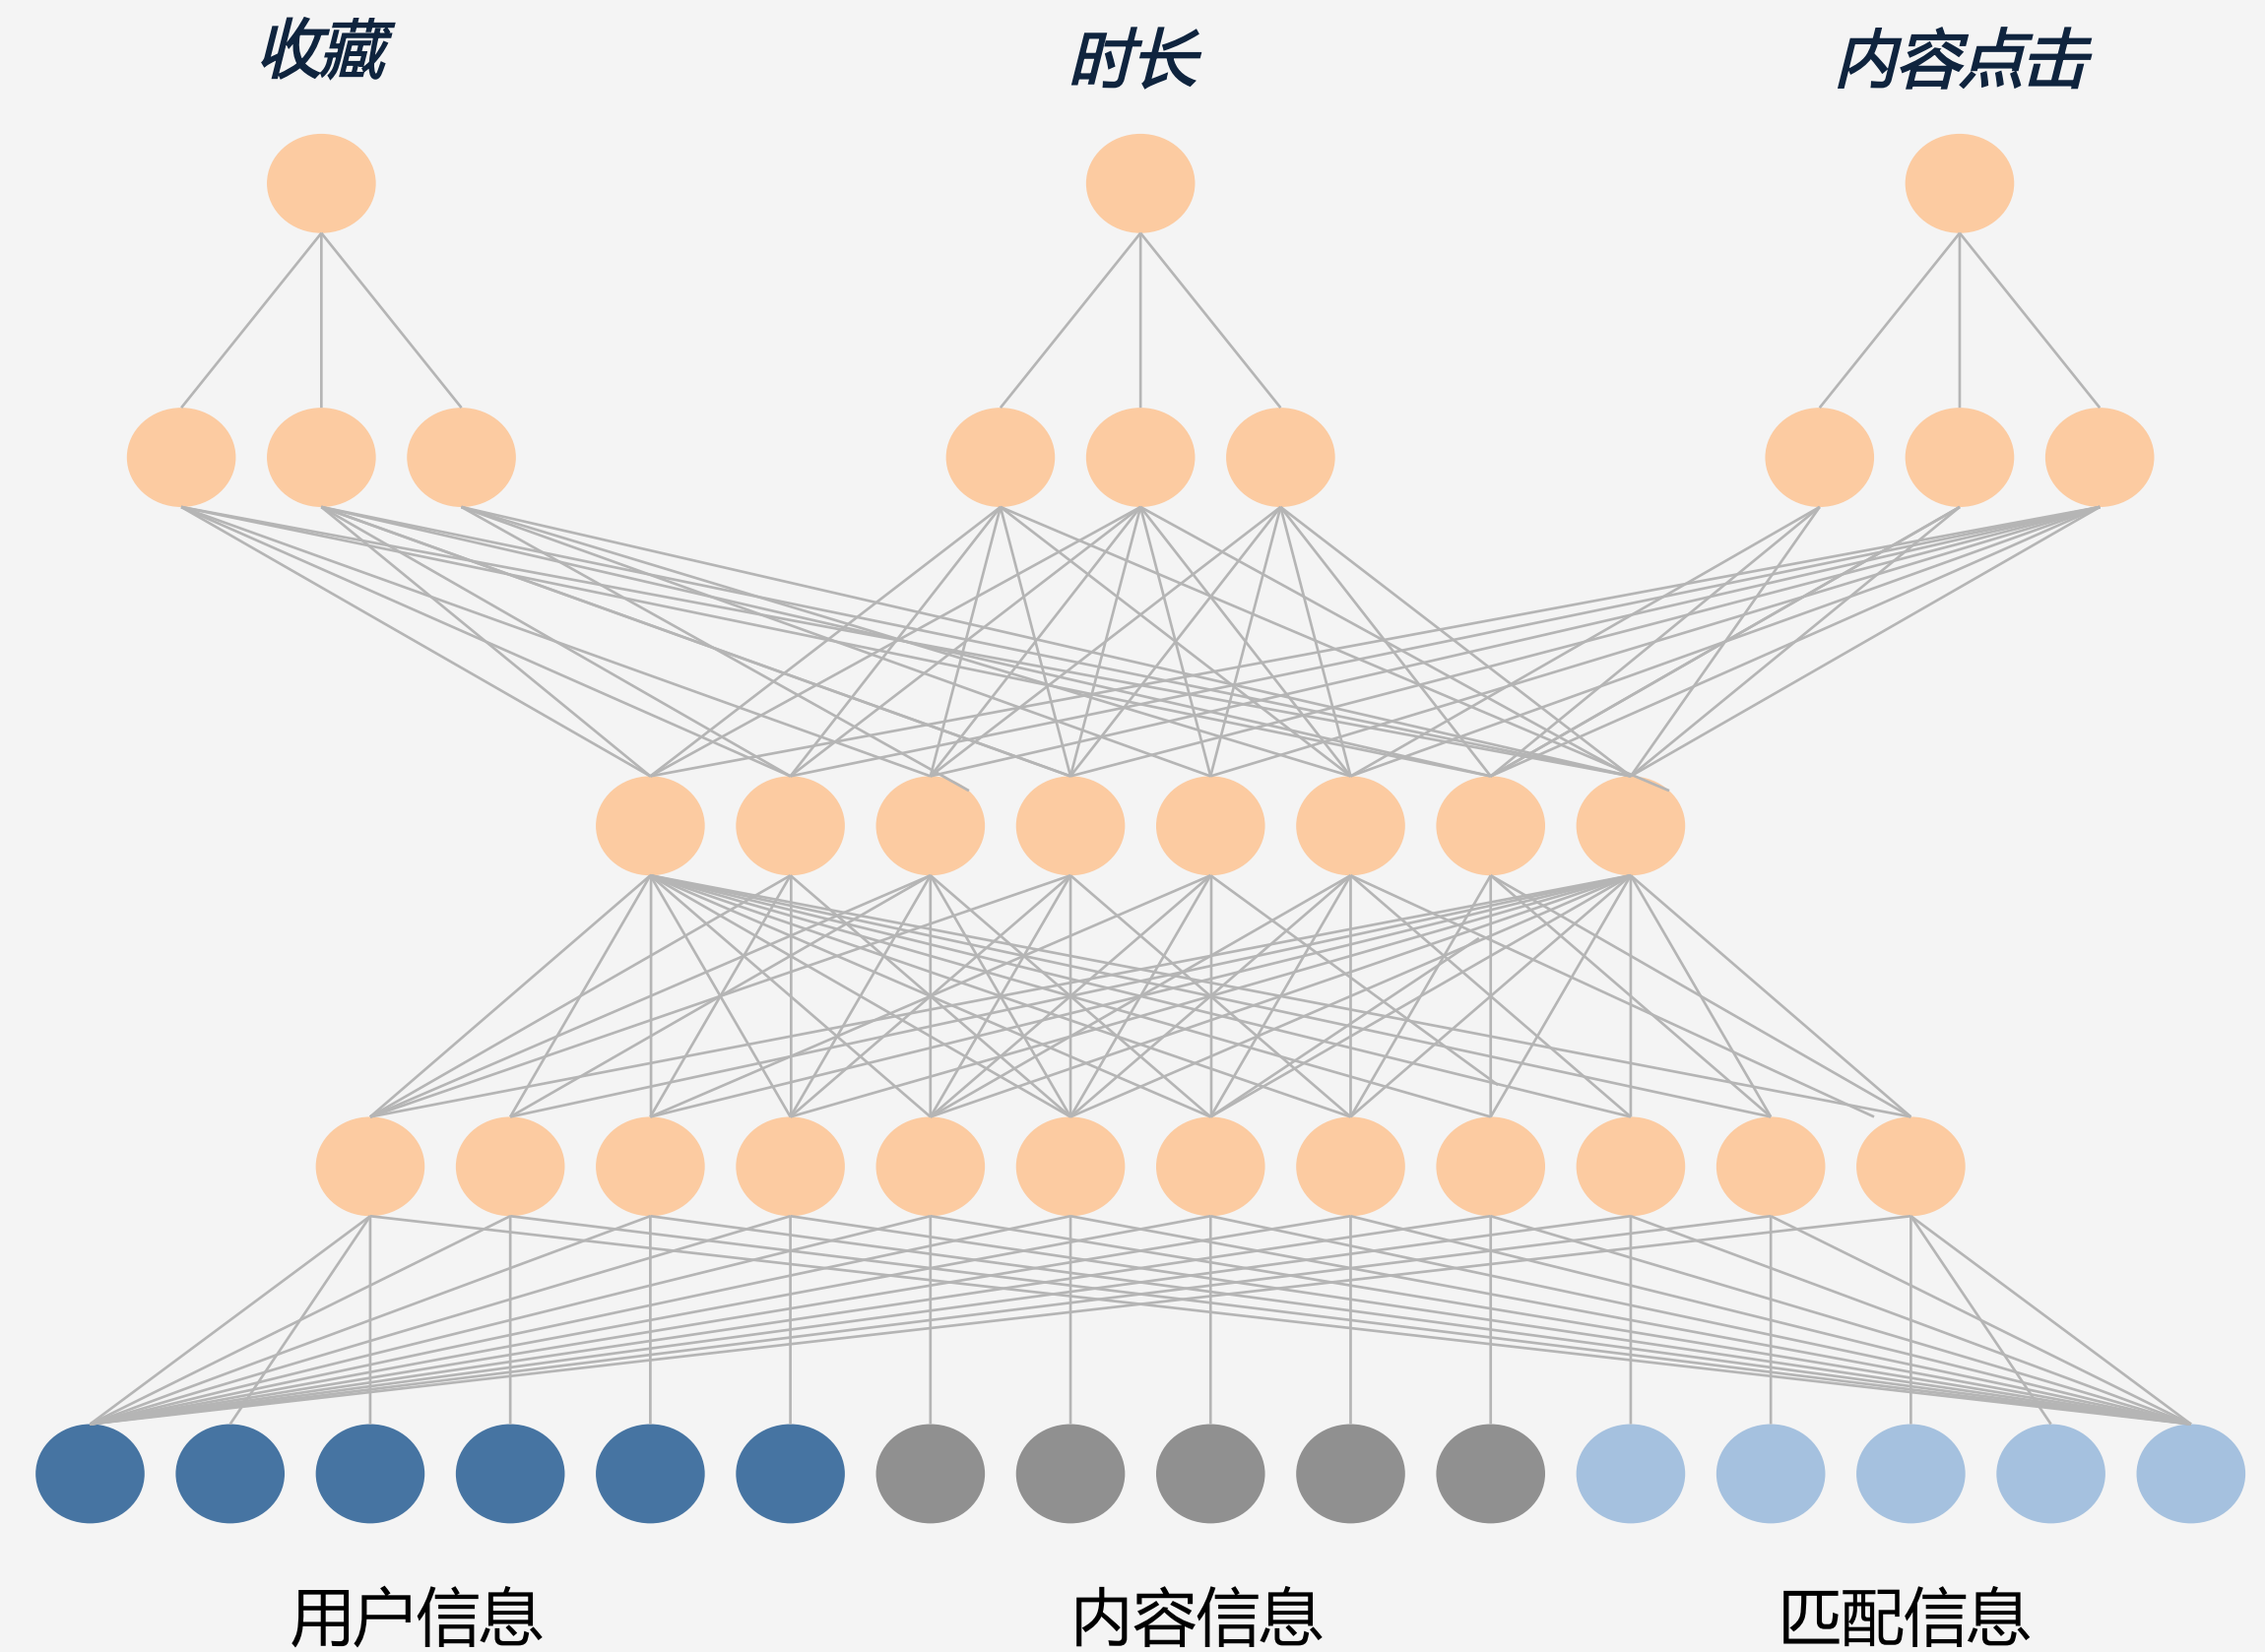 收藏
时长
内容点击
用户信息
内容信息
匹配信息